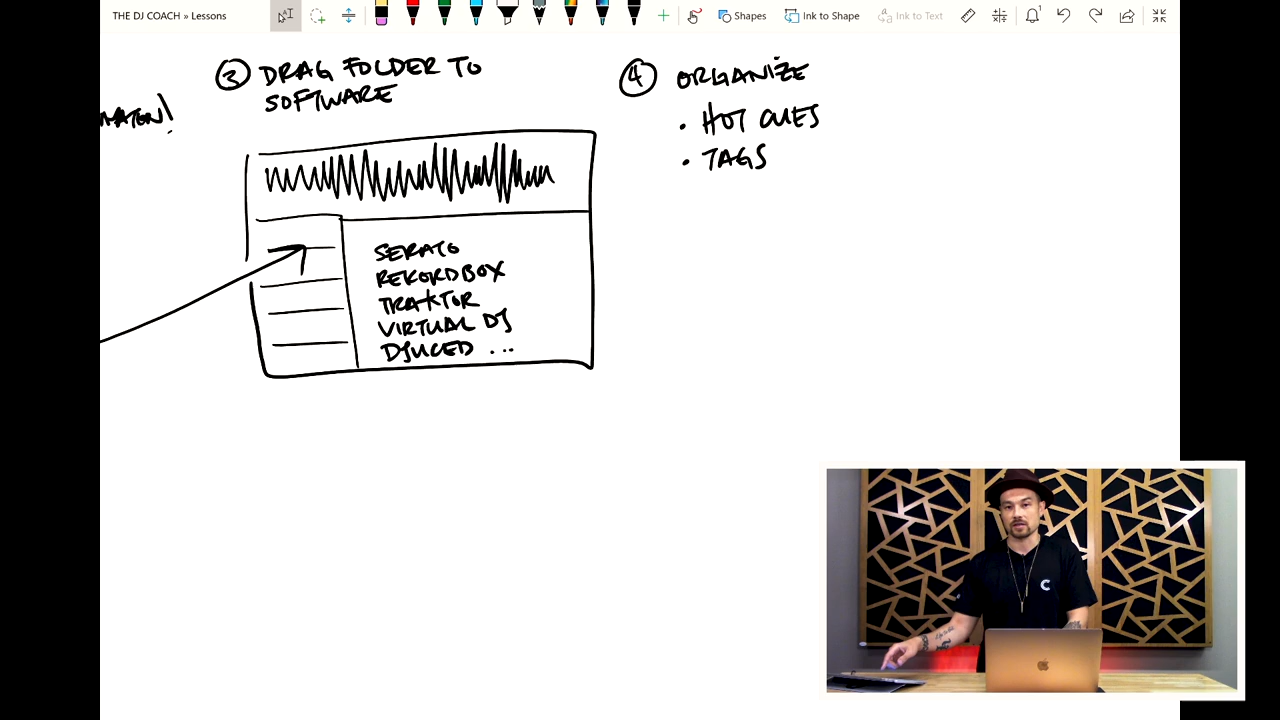 THE DJ COACH » Lessons
Shapes
Ink to Shape
Ink to Text
③ DRAG FOLDER TO
SOFTWARE
SERATO
REKORDBOX
TRAKTOR
VIRTUAL DJ
DJUCED ...
④ ORGANIZE
• HOT CUES
• TAGS
C